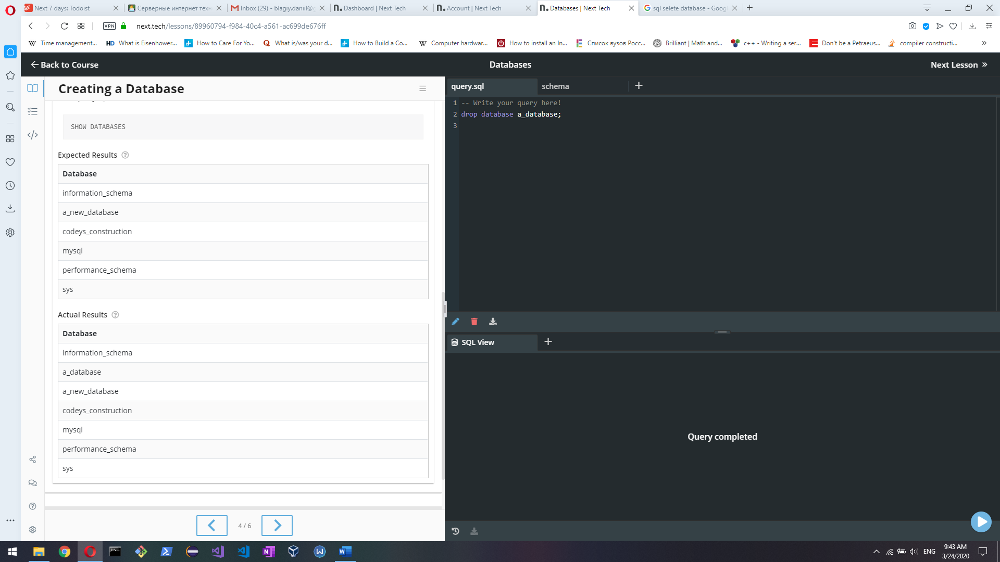 Next 7 days: Todoist
Серверные интернет техн
Inbox (29) - blagiy.daniil@g
Dashboard | Next Tech
Account | Next Tech
Databases | Next Tech
sql selete database - Goog
VPN
next.tech/lessons/89960794-f984-40c4-a561-ac699de676ff
Time management...
What is Eisenhower...
How to Care For Yo...
What is/was your d...
How to Build a Co...
Computer hardwar...
How to install an In...
Список вузов Росс...
Brilliant | Math and...
c++ - Writing a ser...
Don't be a Petraeus...
compiler constructi...
Back to Course
Databases
Next Lesson »
Creating a Database
SHOW DATABASES
Expected Results
Database
information_schema
a_new_database
codeys_construction
mysql
performance_schema
sys
Actual Results
Database
information_schema
a_database
a_new_database
codeys_construction
mysql
performance_schema
sys
4 / 6
query.sql
schema
1 -- Write your query here!
2 drop database a_database;
3
SQL View
Query completed
ENG
9:43 AM
3/24/2020